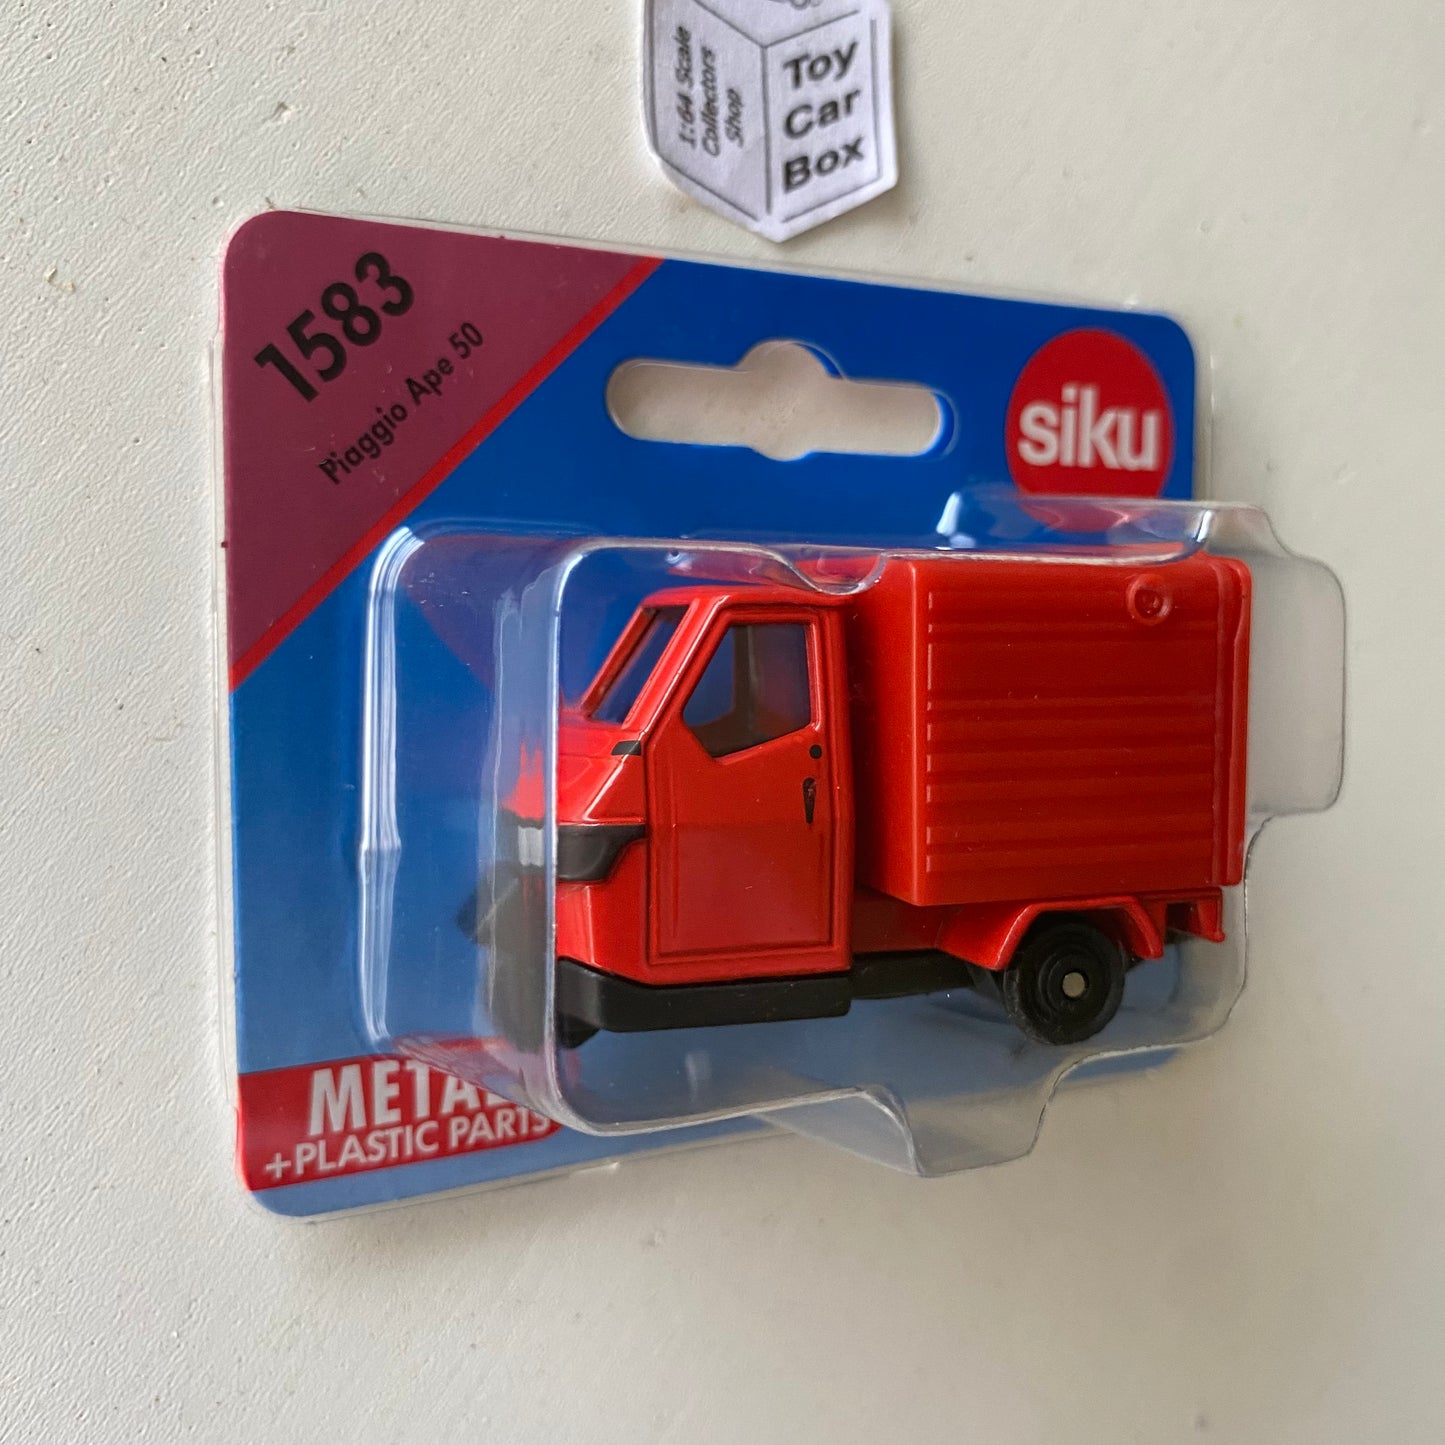 1:64 Scale
Collectors
Shop
Toy
Car
Box
1583
Piaggio Ape 50
siku
METAL
+PLASTIC PARTS